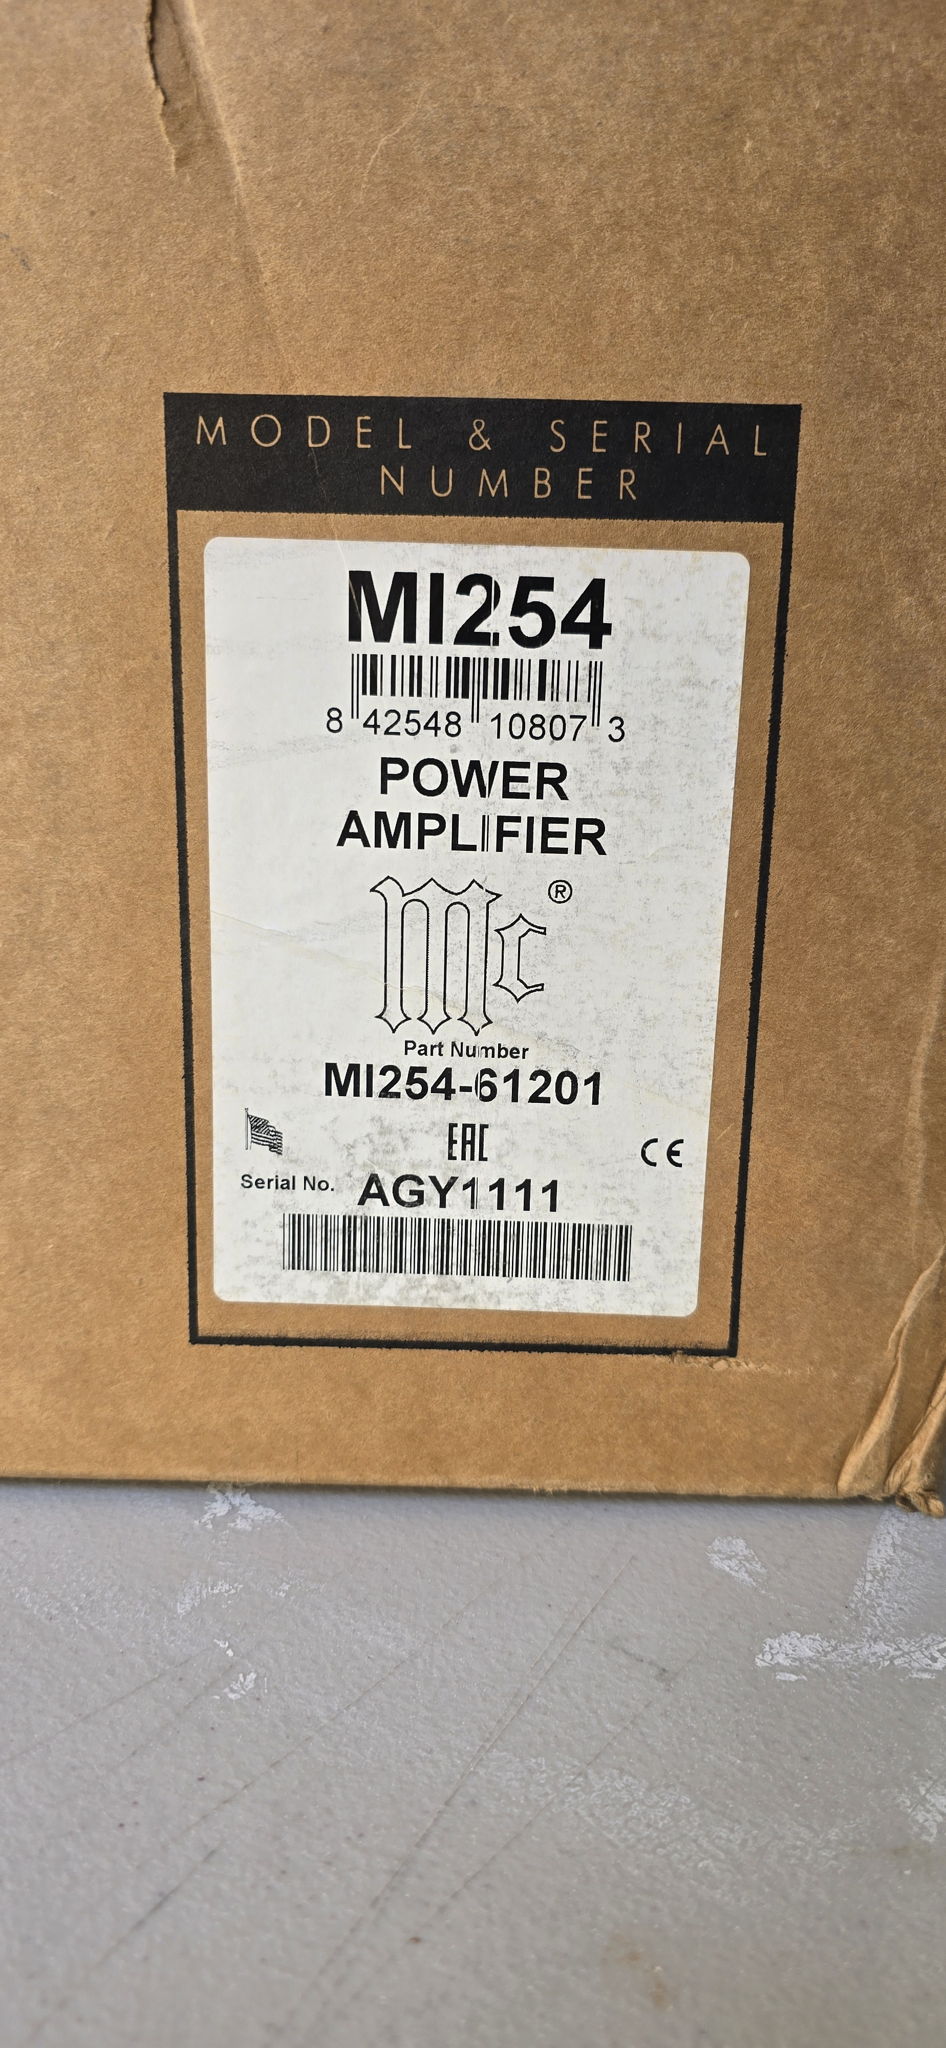 MODEL & SERIAL
NUMBER
MI254
8 42548 10807 3
POWER
AMPLIFIER
Mc®
Part Number
MI254-61201
EAC
CE
Serial No. AGY1111